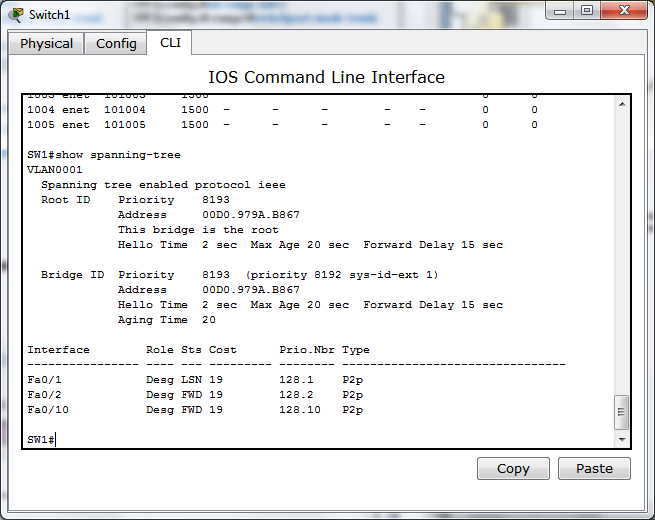 Switch1
Physical Config CLI
IOS Command Line Interface
1003 enet 101003 1500 - - - - - 0 0
1004 enet 101004 1500 - - - - - 0 0
1005 enet 101005 1500 - - - - - 0 0
SW1#show spanning-tree
VLAN0001
Spanning tree enabled protocol ieee
Root ID Priority 8193
Address 00D0.979A.B867
This bridge is the root
Hello Time 2 sec Max Age 20 sec Forward Delay 15 sec
Bridge ID Priority 8193 (priority 8192 sys-id-ext 1)
Address 00D0.979A.B867
Hello Time 2 sec Max Age 20 sec Forward Delay 15 sec
Aging Time 20
Interface Role Sts Cost Prio.Nbr Type
---------------- ---- --- --------- -------- --------------------------------
Fa0/1 Desg LSN 19 128.1 P2p
Fa0/2 Desg FWD 19 128.2 P2p
Fa0/10 Desg FWD 19 128.10 P2p
SW1#
Copy Paste